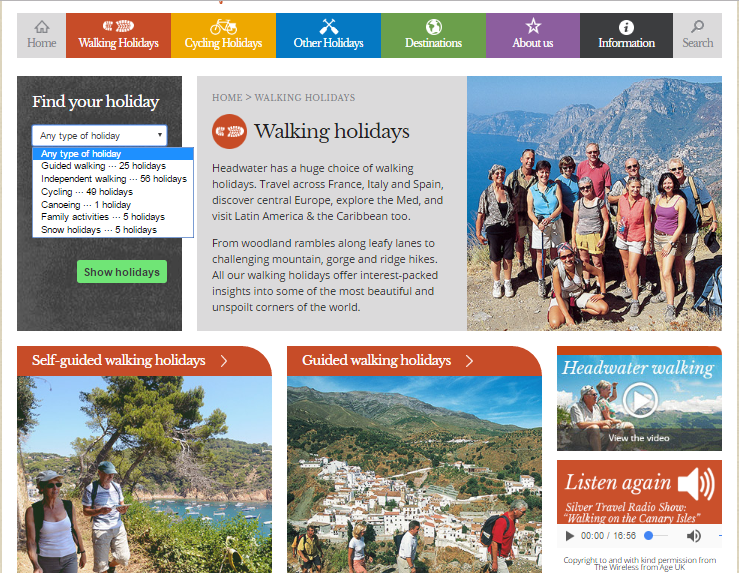 Home
Walking Holidays
Cycling Holidays
Other Holidays
Destinations
About us
Information
Search
Find your holiday
Any type of holiday
Any type of holiday
Guided walking ··· 25 holidays
Independent walking ··· 56 holidays
Cycling ··· 49 holidays
Canoeing ··· 1 holiday
Family activities ··· 5 holidays
Snow holidays ··· 5 holidays
Show holidays
HOME > WALKING HOLIDAYS
Walking holidays
Headwater has a huge choice of walking
holidays. Travel across France, Italy and Spain,
discover central Europe, explore the Med, and
visit Latin America & the Caribbean too.
From woodland rambles along leafy lanes to
challenging mountain, gorge and ridge hikes.
All our walking holidays offer interest-packed
insights into some of the most beautiful and
unspoilt corners of the world.
Self-guided walking holidays
Guided walking holidays
Headwater walking
View the video
Listen again
Silver Travel Radio Show:
"Walking on the Canary Isles"
00:00 / 16:56
Copyright to and with kind permission from
The Wireless from Age UK